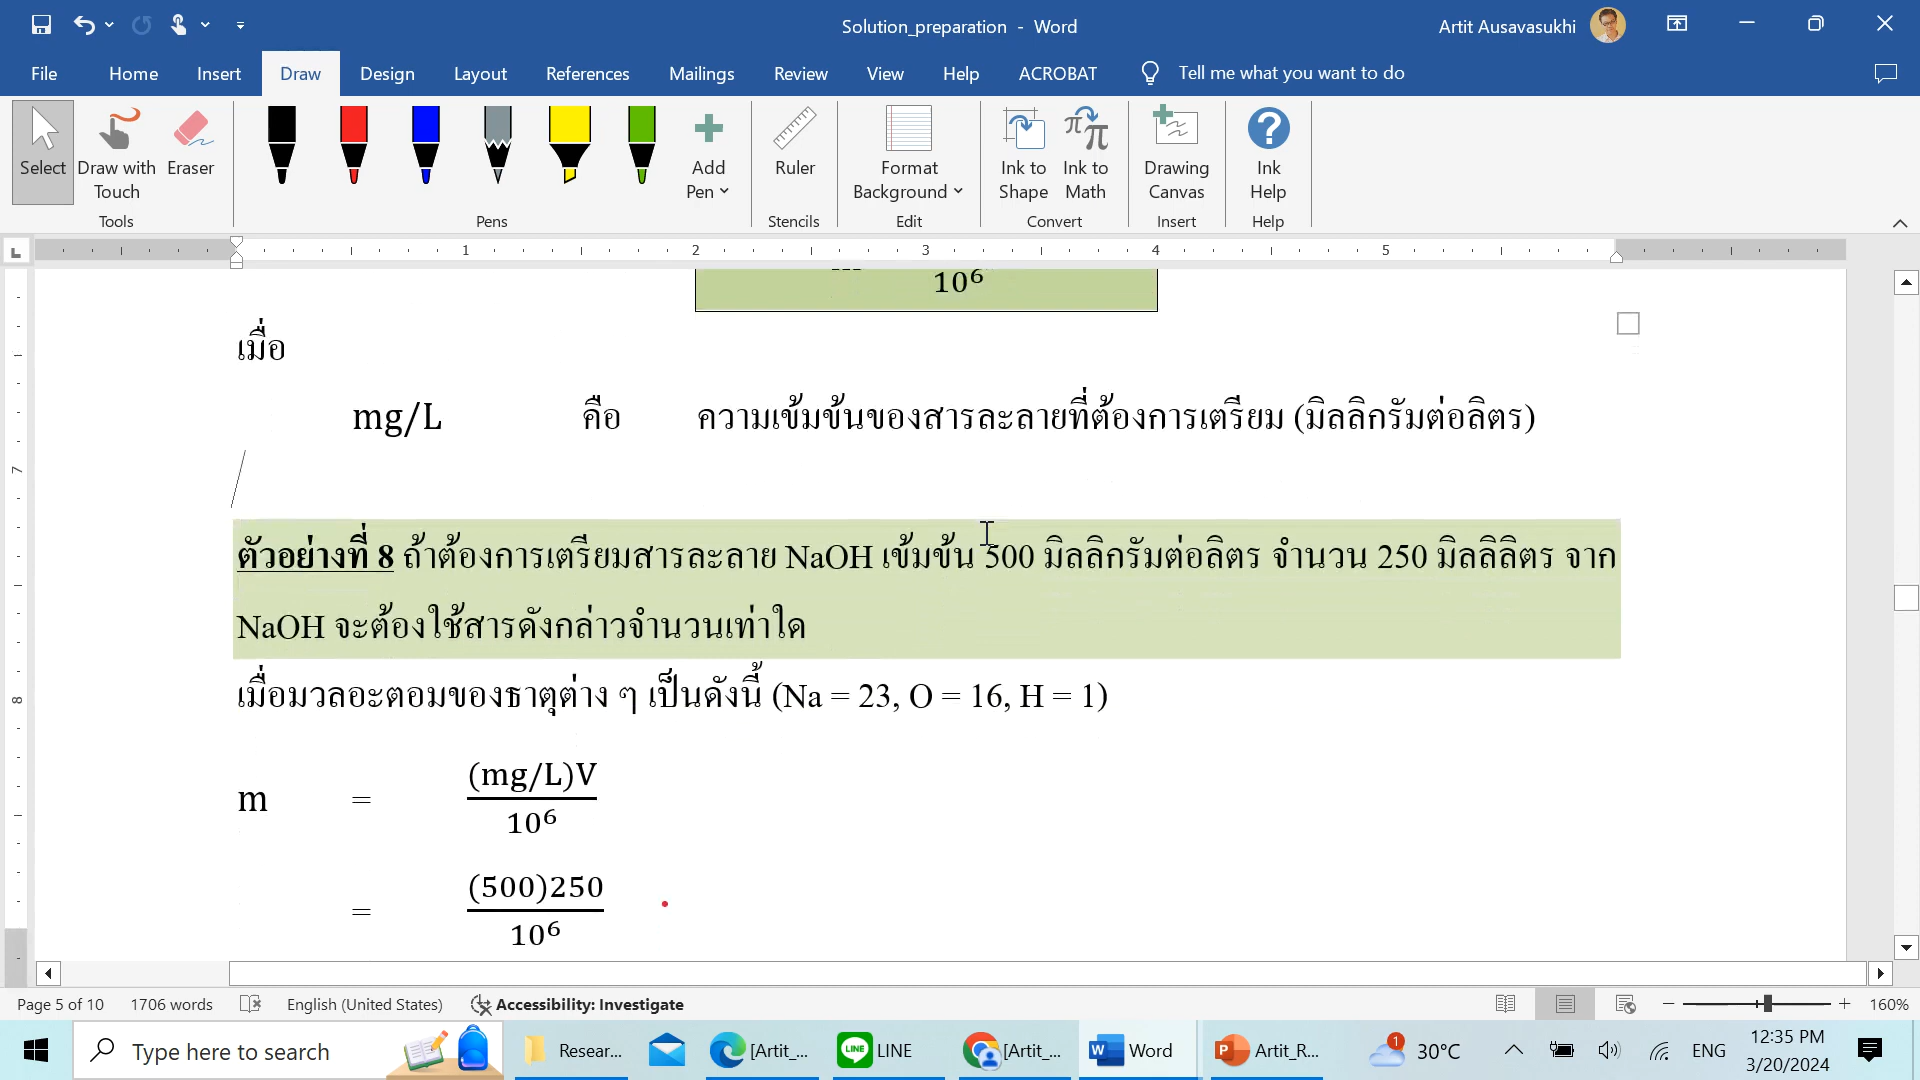 Solution_preparation - Word
Artit Ausavasukhi
File Home Insert Draw Design Layout References Mailings Review View Help ACROBAT Tell me what you want to do
Select
Draw with Touch
Eraser
Add Pen
Ruler
Format Background
Ink to Shape
Ink to Math
Drawing Canvas
Ink Help
Tools Pens Stencils Edit Convert Insert Help
1 2 3 4 5
10⁶
เมื่อ
mg/L คือ ความเข้มข้นของสารละลายที่ต้องการเตรียม (มิลลิกรัมต่อลิตร)
7
ตัวอย่างที่ 8 ถ้าต้องการเตรียมสารละลาย NaOH เข้มข้น 500 มิลลิกรัมต่อลิตร จำนวน 250 มิลลิลิตร จาก
NaOH จะต้องใช้สารดังกล่าวจำนวนเท่าใด
เมื่อมวลอะตอมของธาตุต่าง ๆ เป็นดังนี้ (Na = 23, O = 16, H = 1)
8
(mg/L)V
m =
10⁶
(500)250
=
10⁶
Page 5 of 10 1706 words English (United States) Accessibility: Investigate 160%
Type here to search Resear... [Artit_... LINE [Artit_... Word Artit_R... 1 30°C ENG 12:35 PM
3/20/2024